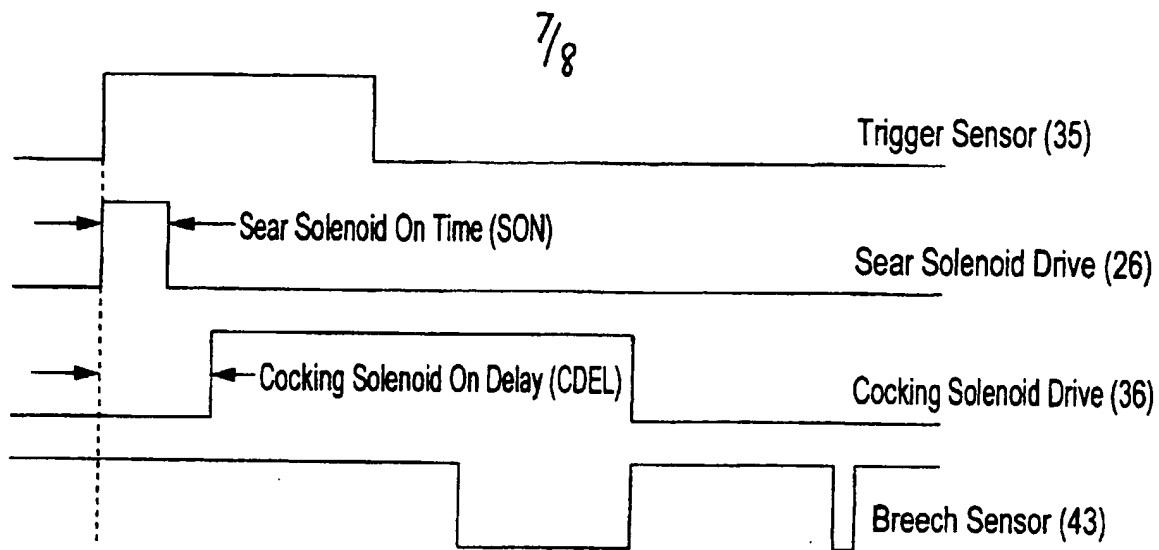 7/8
Trigger Sensor (35)
Sear Solenoid On Time (SON)
Sear Solenoid Drive (26)
Cocking Solenoid On Delay (CDEL)
Cocking Solenoid Drive (36)
Breech Sensor (43)